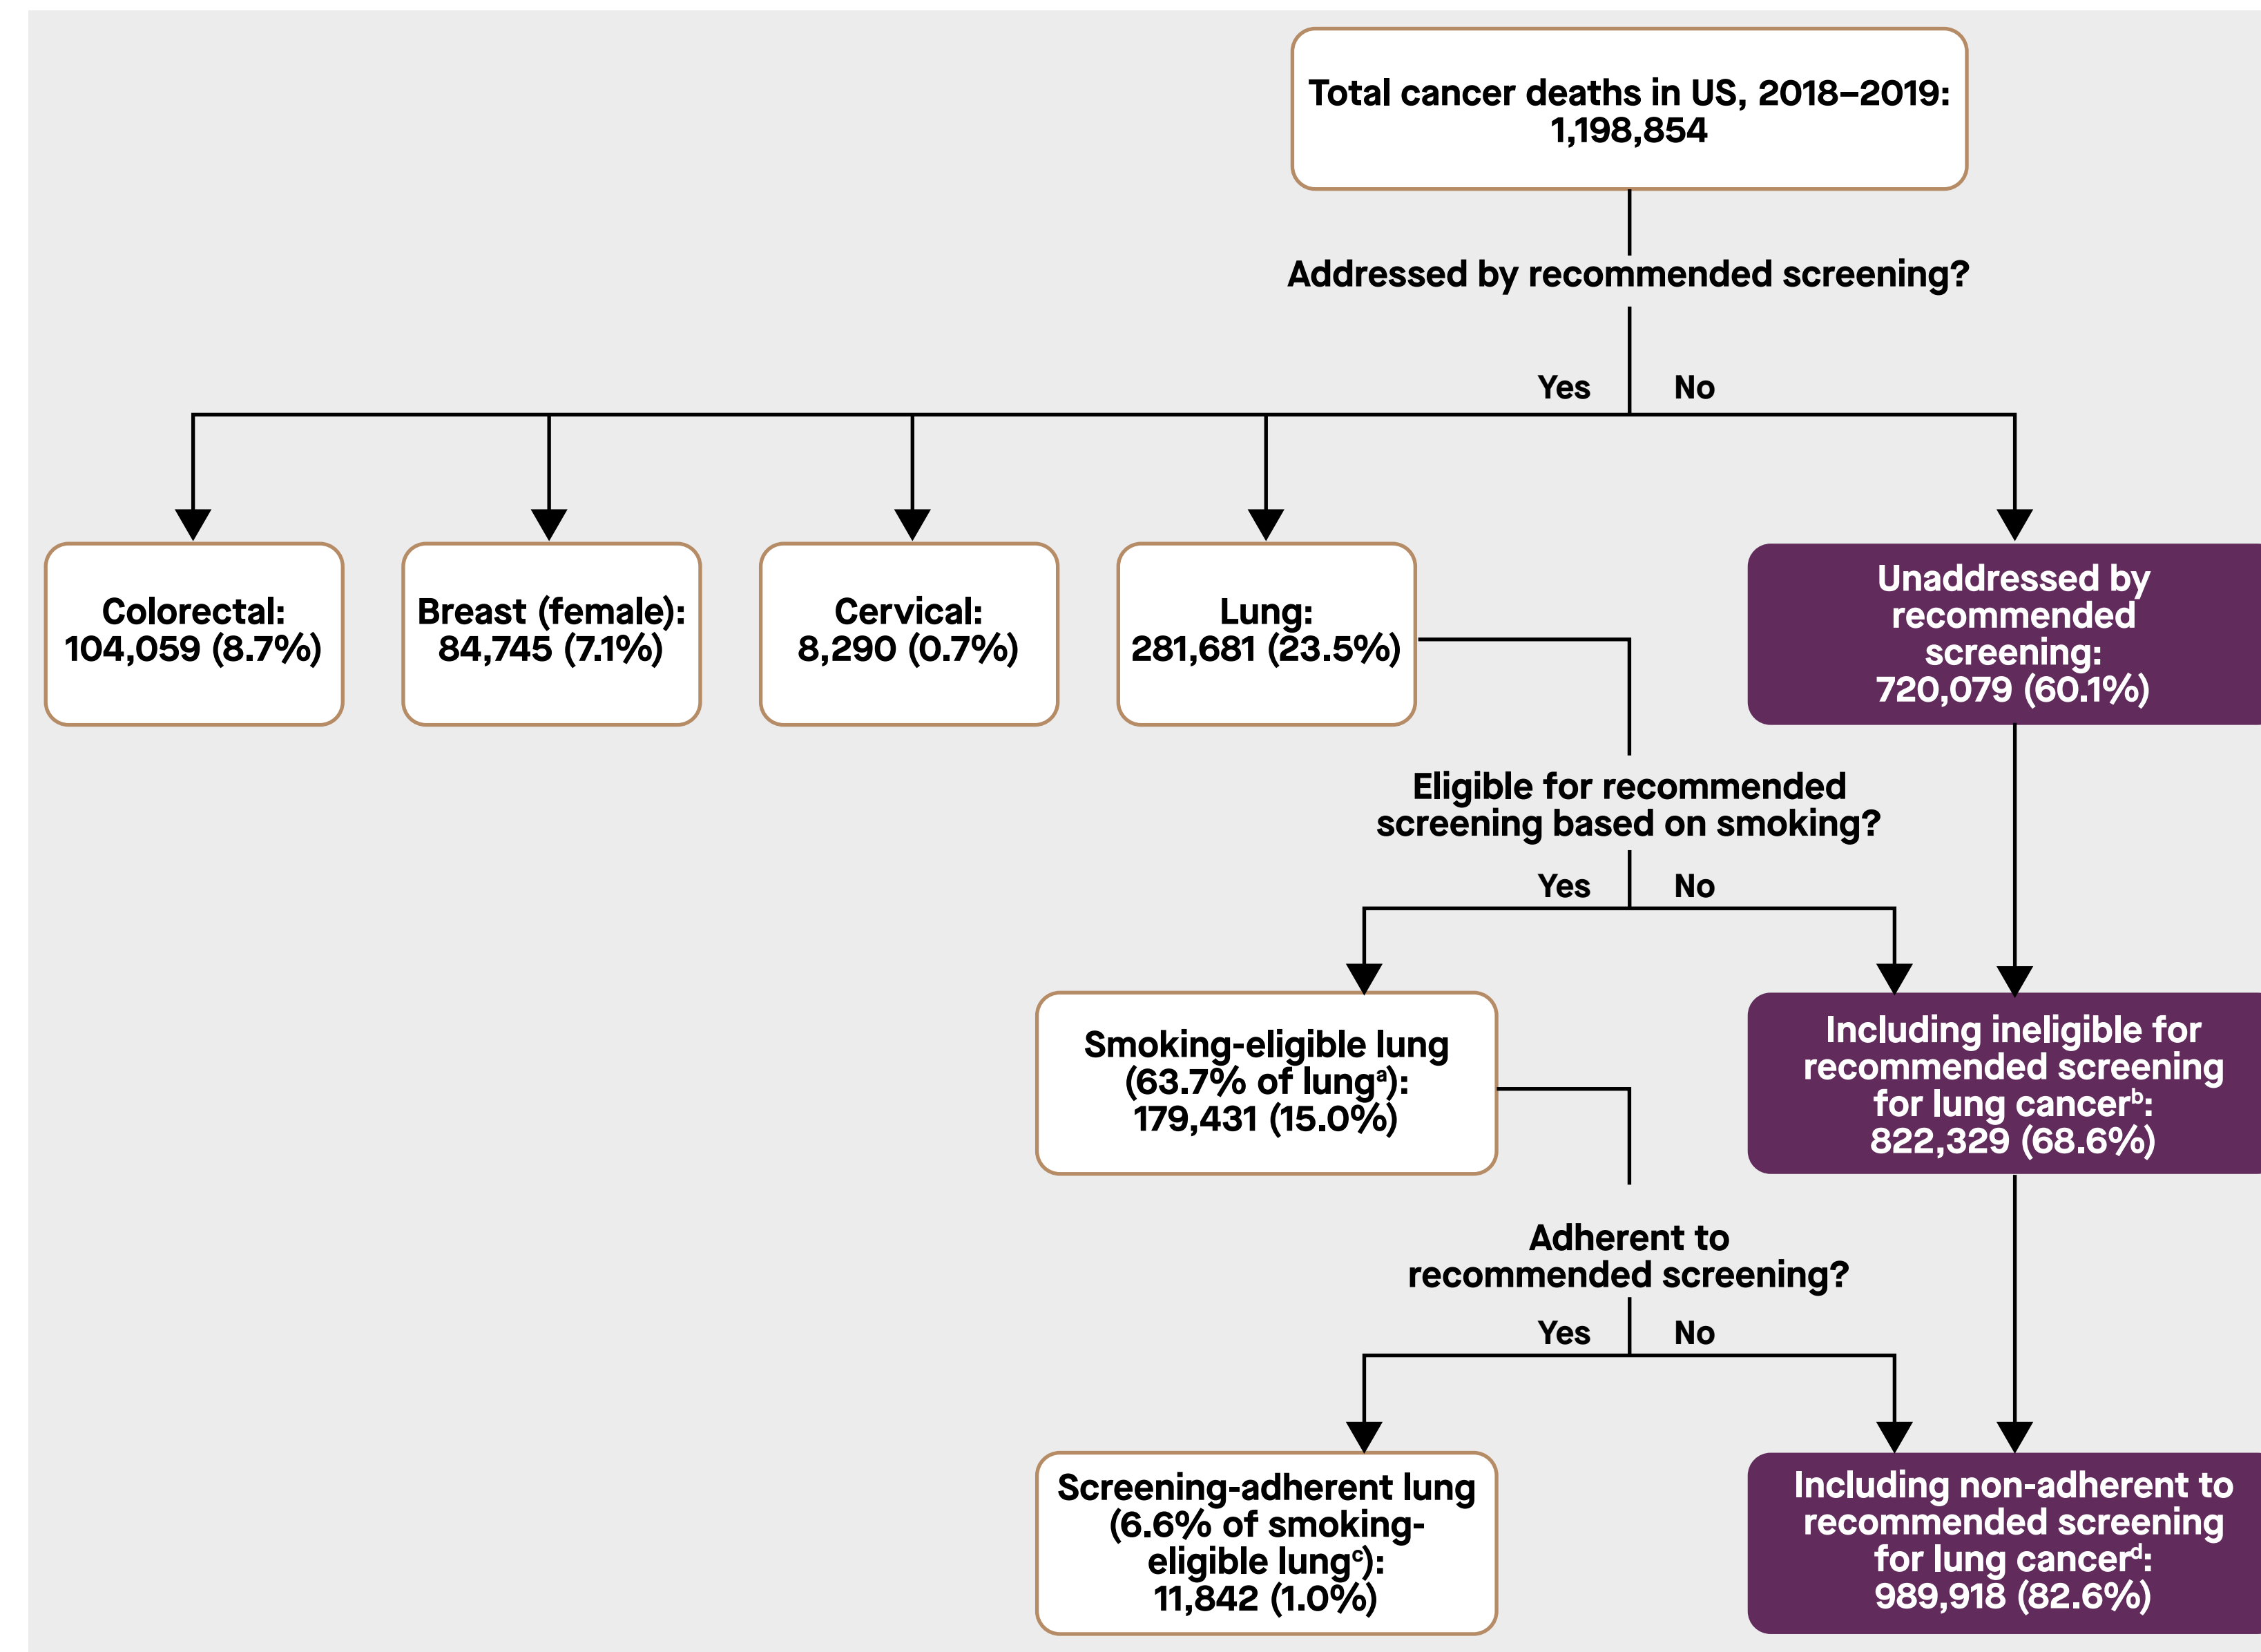 Total cancer deaths in US, 2018–2019:
1,198,854
Addressed by recommended screening?
Yes
No
Colorectal:
104,059 (8.7%)
Breast (female):
84,745 (7.1%)
Cervical:
8,290 (0.7%)
Lung:
281,681 (23.5%)
Unaddressed by
recommended
screening:
720,079 (60.1%)
Eligible for recommended
screening based on smoking?
Yes
No
Smoking-eligible lung
(63.7% of lungᵃ):
179,431 (15.0%)
Including ineligible for
recommended screening
for lung cancerᵇ:
822,329 (68.6%)
Adherent to
recommended screening?
Yes
No
Screening-adherent lung
(6.6% of smoking-
eligible lungᶜ):
11,842 (1.0%)
Including non-adherent to
recommended screening
for lung cancerᵈ:
989,918 (82.6%)